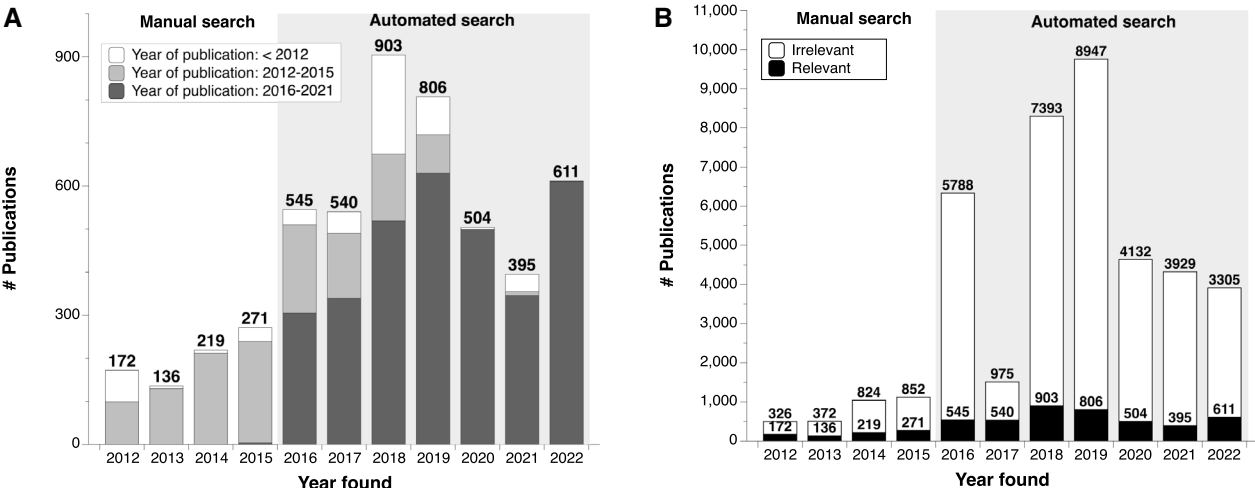 A
Manual search
Automated search
Year of publication: < 2012
Year of publication: 2012-2015
Year of publication: 2016-2021
# Publications
900
600
300
0
172
136
219
271
545
540
903
806
504
395
611
2012 2013 2014 2015 2016 2017 2018 2019 2020 2021 2022
Year found
B
Manual search
Automated search
Irrelevant
Relevant
# Publications
11,000
10,000
9,000
8,000
7,000
6,000
5,000
4,000
3,000
2,000
1,000
0
326
172
372
136
824
219
852
271
5788
545
975
540
7393
903
8947
806
4132
504
3929
395
3305
611
2012 2013 2014 2015 2016 2017 2018 2019 2020 2021 2022
Year found